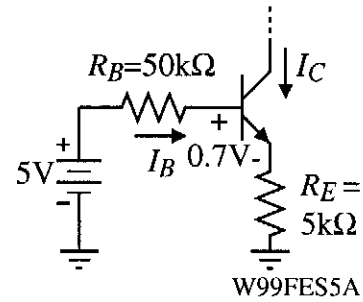 R_B=50kΩ
I_C
+
+
0.7V-
I_B
5V
-
R_E=
5kΩ
W99FES5A